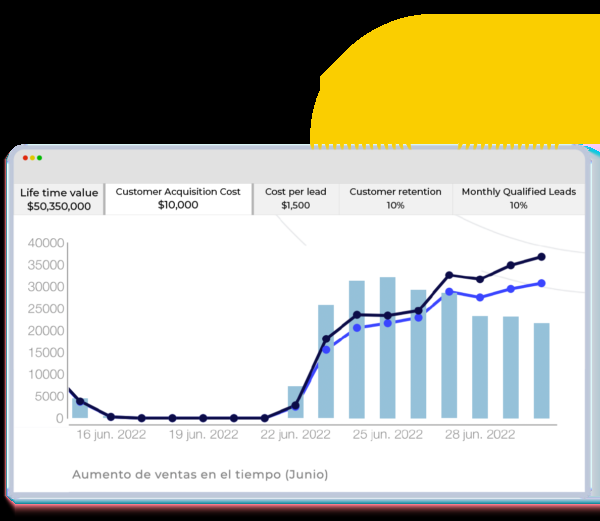 Life time value
$50,350,000
Customer Acquisition Cost
$10,000
Cost per lead
$1,500
Customer retention
10%
Monthly Qualified Leads
10%
40000
35000
30000
25000
20000
15000
10000
5000
0
16 jun. 2022
19 jun. 2022
22 jun. 2022
25 jun. 2022
28 jun. 2022
Aumento de ventas en el tiempo (Junio)